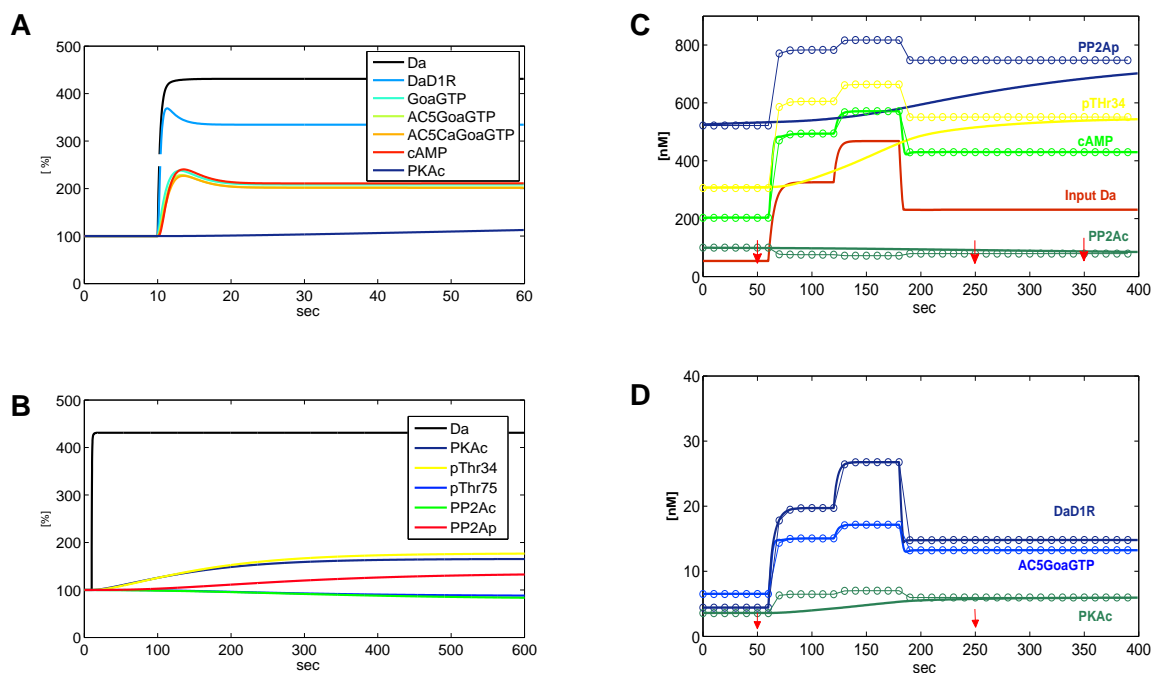 A
500
400
300
200
100
0
[ %]
0
10
20
30
40
50
60
sec
Da
DaD1R
GoaGTP
AC5GoaGTP
AC5CaGoaGTP
cAMP
PKAc
B
500
400
300
200
100
0
[%]
0
100
200
300
400
500
600
sec
Da
PKAc
pThr34
pThr75
PP2Ac
PP2Ap
C
800
600
400
200
0
[nM]
0
50
100
150
200
250
300
350
400
sec
PP2Ap
pTHr34
cAMP
Input Da
PP2Ac
D
40
30
20
10
0
[nM]
0
50
100
150
200
250
300
350
400
sec
DaD1R
AC5GoaGTP
PKAc